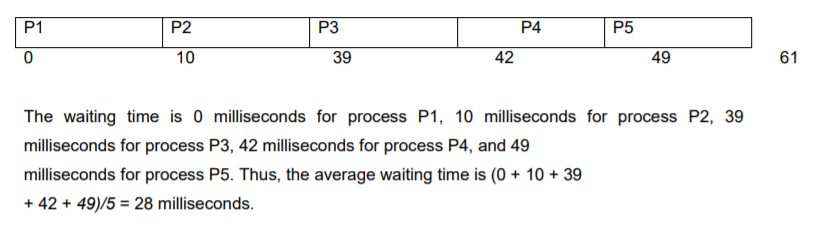 P1 P2 P3 P4 P5
0 10 39 42 49 61
The waiting time is 0 milliseconds for process P1, 10 milliseconds for process P2, 39
milliseconds for process P3, 42 milliseconds for process P4, and 49
milliseconds for process P5. Thus, the average waiting time is (0 + 10 + 39
+ 42 + 49)/5 = 28 milliseconds.